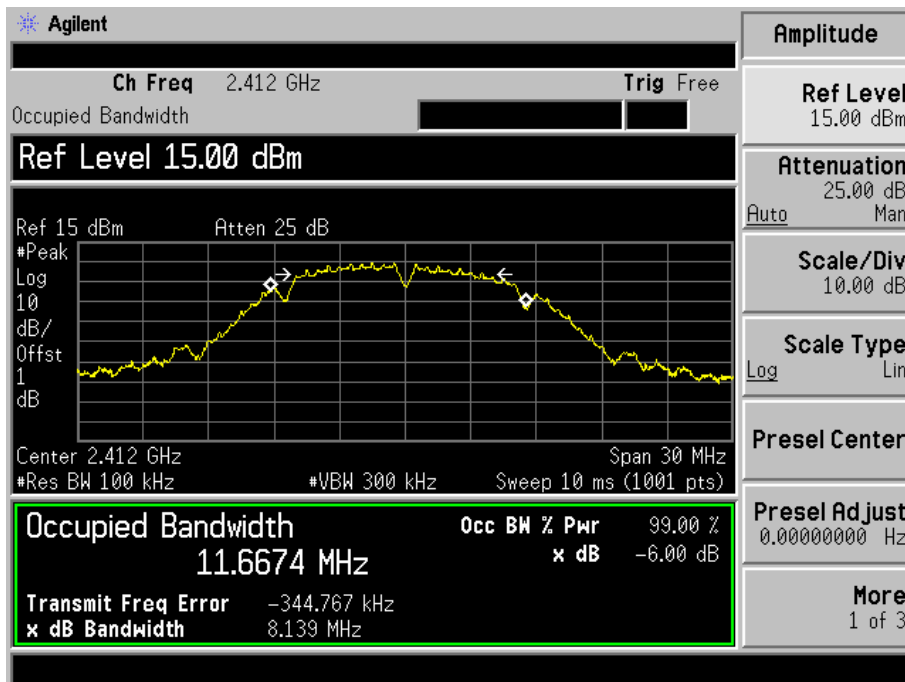 Agilent
Ch Freq 2.412 GHz Trig Free
Occupied Bandwidth
Ref Level 15.00 dBm
Ref 15 dBm Atten 25 dB
#Peak
Log
10
dB/
Offst
1
dB
Center 2.412 GHz Span 30 MHz
#Res BW 100 kHz #VBW 300 kHz Sweep 10 ms (1001 pts)
Occupied Bandwidth Occ BW % Pwr 99.00 %
11.6674 MHz x dB -6.00 dB
Transmit Freq Error -344.767 kHz
x dB Bandwidth 8.139 MHz
Amplitude
Ref Level
15.00 dBm
Attenuation
25.00 dB
Auto Man
Scale/Div
10.00 dB
Scale Type
Log Lin
Presel Center
Presel Adjust
0.00000000 Hz
More
1 of 3